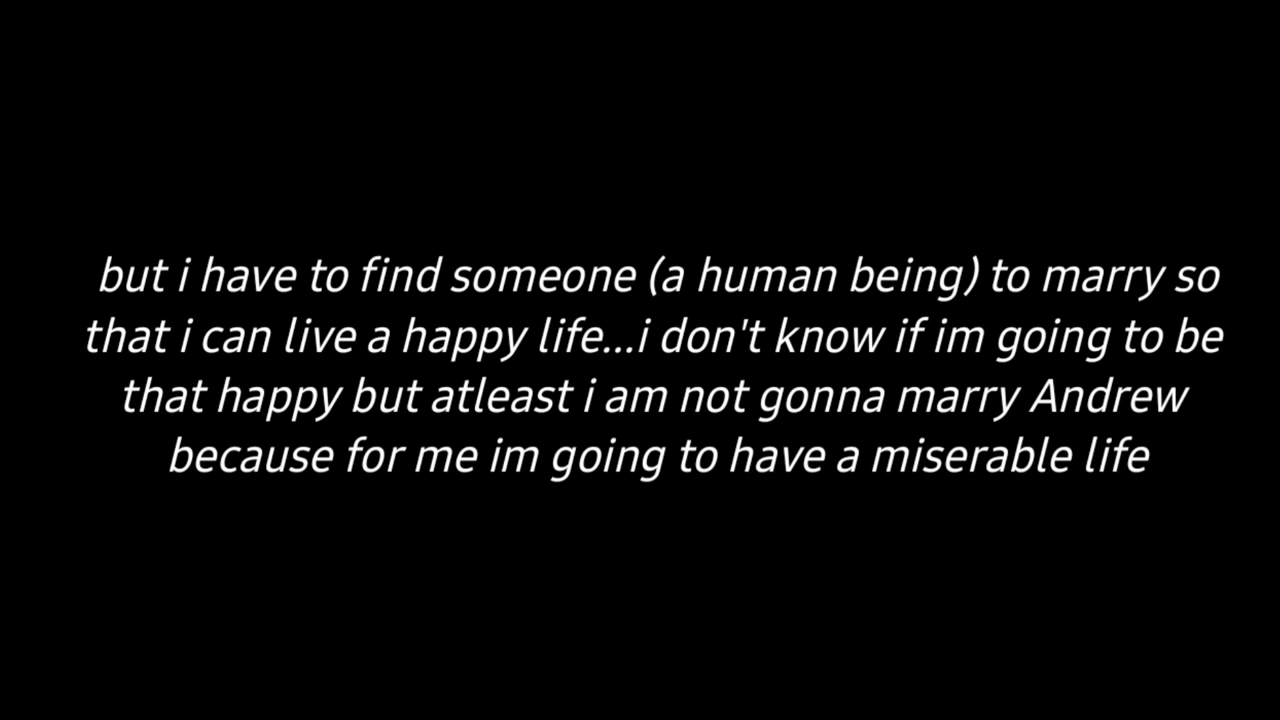 but i have to find someone (a human being) to marry so
that i can live a happy life...i don't know if im going to be
that happy but atleast i am not gonna marry Andrew
because for me im going to have a miserable life